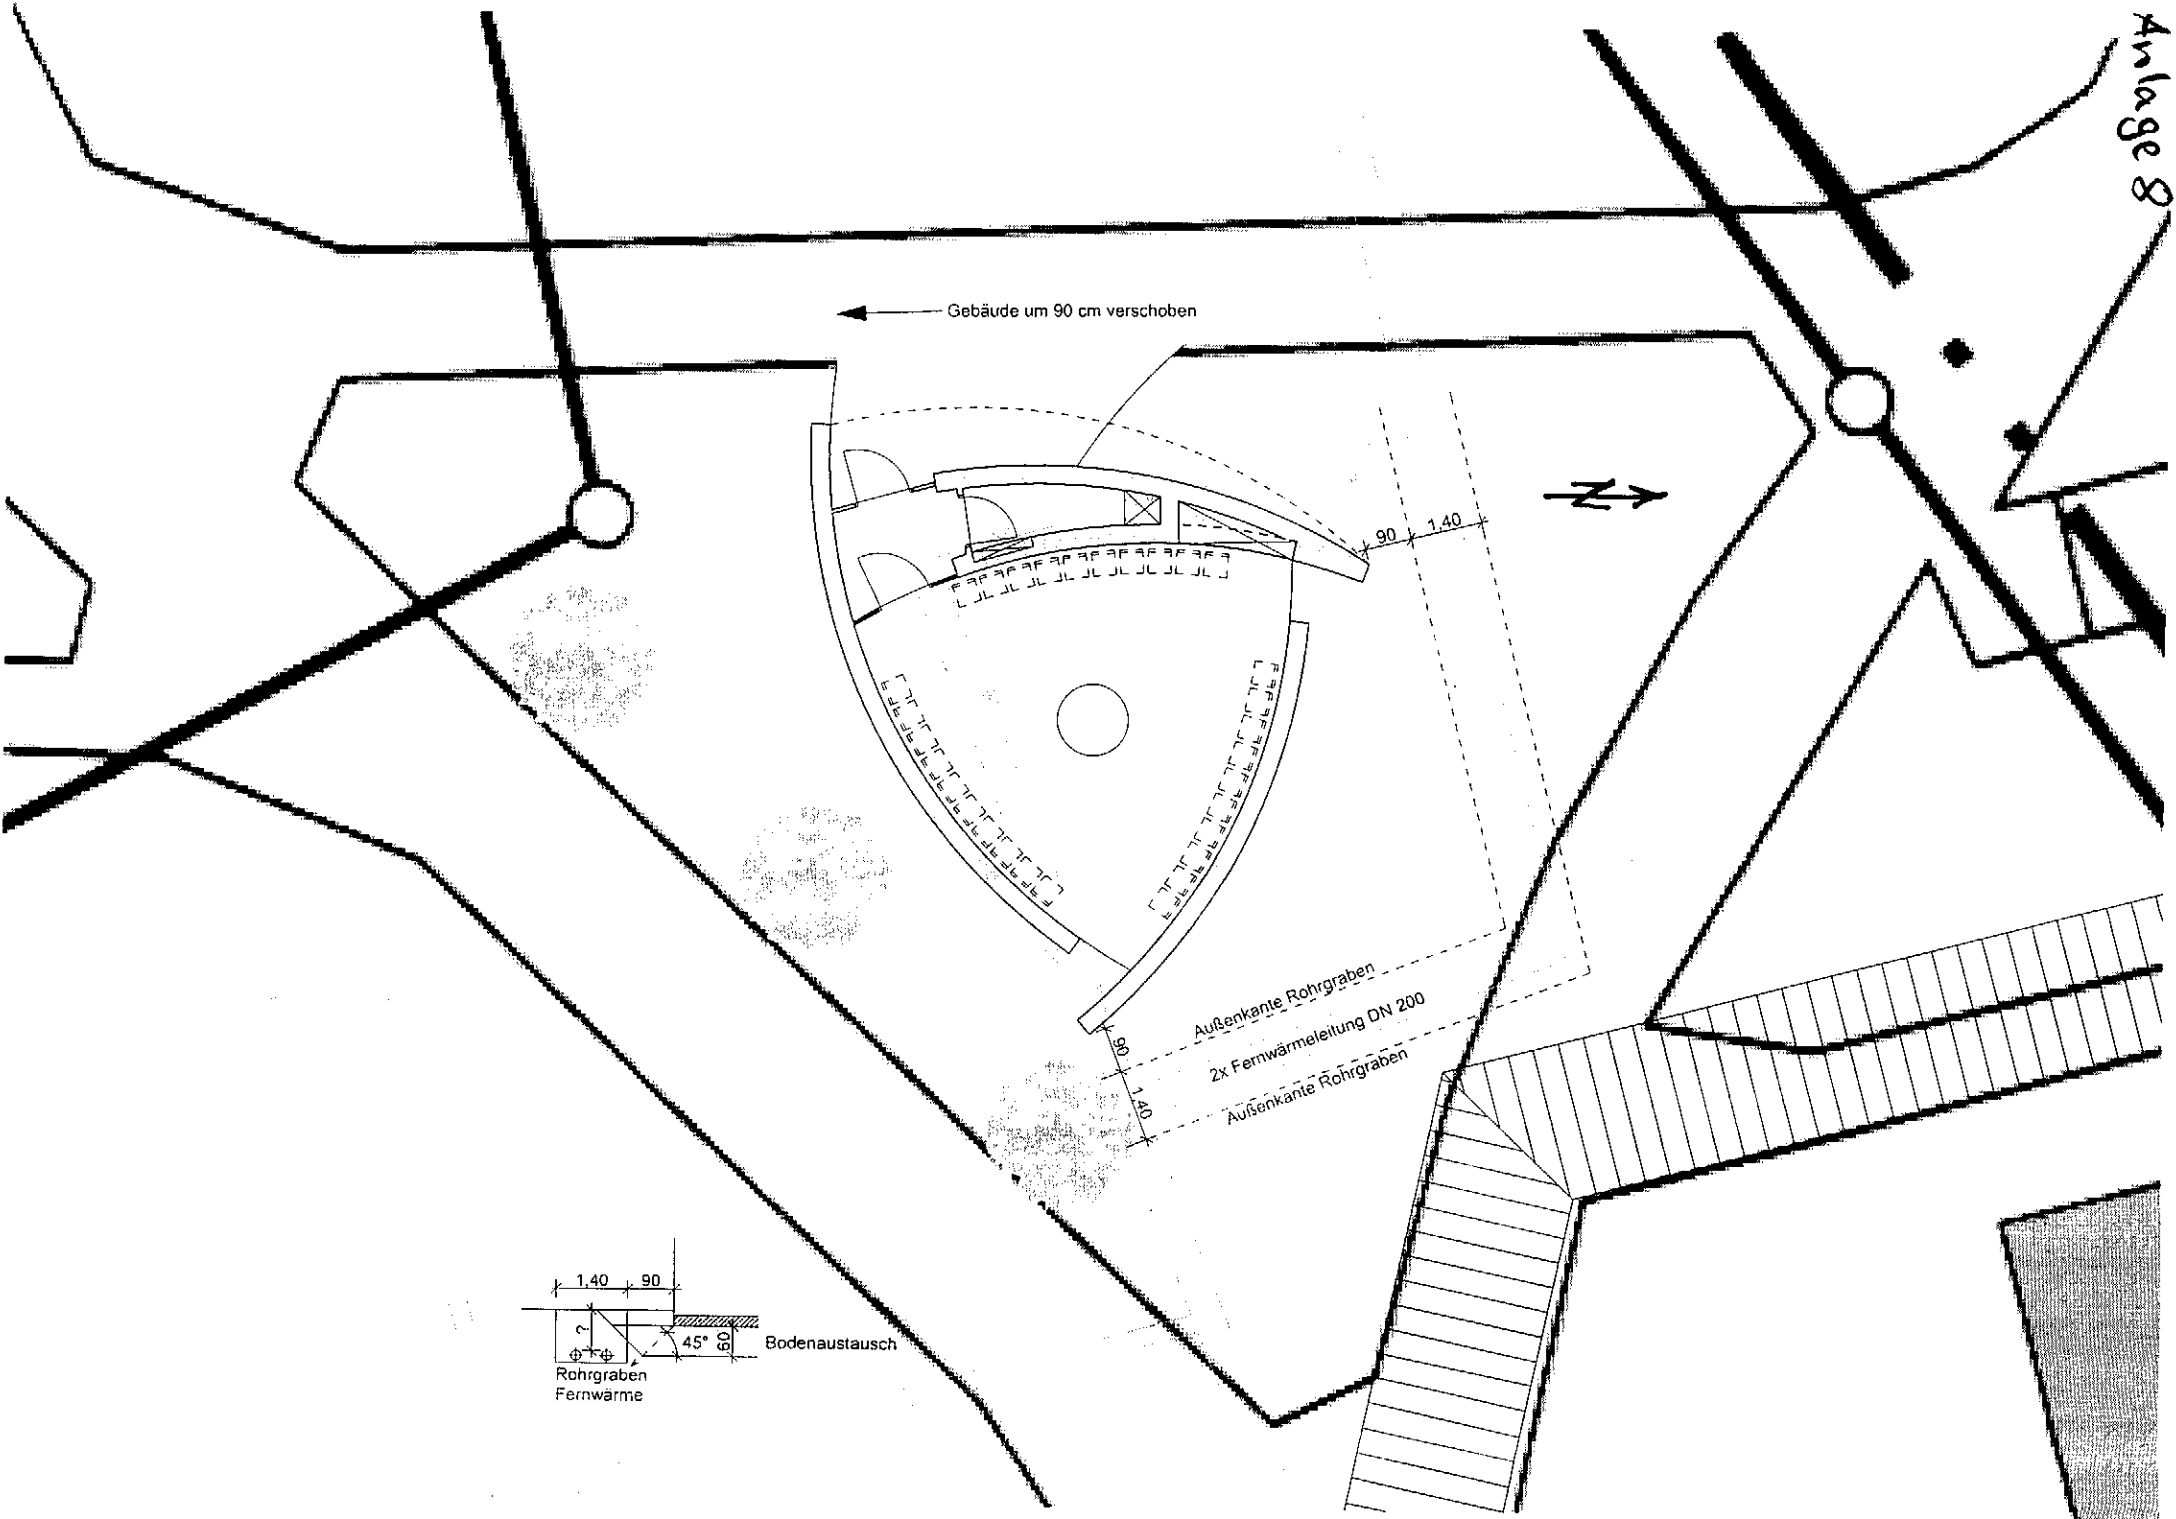 Anlage 8
Gebäude um 90 cm verschoben
90 1,40
Außenkante Rohrgraben
2x Fernwärmeleitung DN 200
Außenkante Rohrgraben
90
1,40
1,40 90
?
45° 60
Bodenaustausch
Rohrgraben
Fernwärme